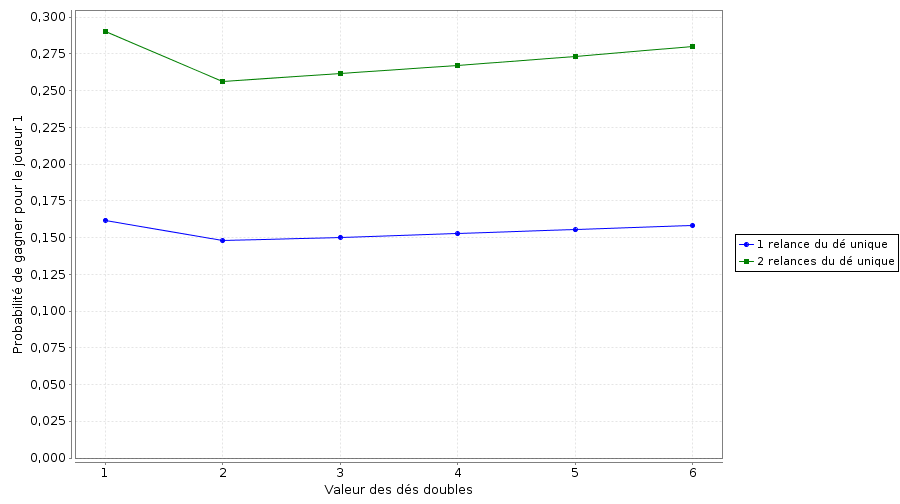 0,300
0,275
0,250
0,225
0,200
0,175
0,150
0,125
0,100
0,075
0,050
0,025
0,000
Probabilité de gagner pour le joueur 1
1 2 3 4 5 6
Valeur des dés doubles
1 relance du dé unique
2 relances du dé unique